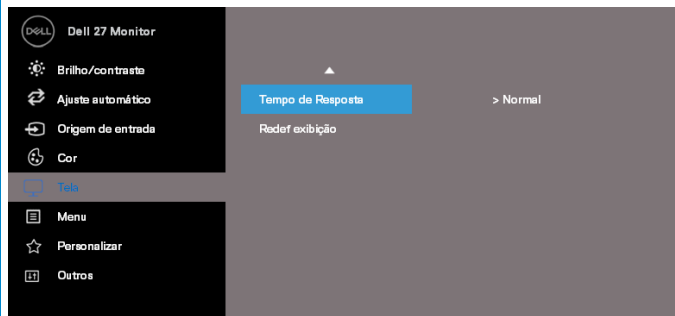 DELL Dell 27 Monitor
Brilho/contraste
Ajuste automático
Tempo de Resposta > Normal
Origem de entrada
Redef exibição
Cor
Tela
Menu
Personalizar
Outros